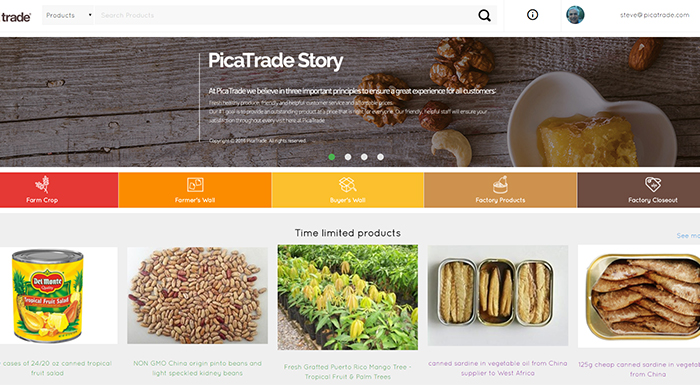 trade®
Products
Search Products
steve@picatrade.com
PicaTrade Story
At PicaTrade we believe in three important principles to ensure a great experience for all customers:
Fresh healthy produce, friendly and helpful customer service and affordable prices.
Our #1 goal is to provide an outstanding product at a price that is right for everyone. Our friendly, helpful staff will ensure your
satisfaction throughout every visit here at PicaTrade.
Copyright © 2016 PicaTrade. All rights reserved.
Farm Crop
Farmer's Wall
Buyer's Wall
Factory Products
Factory Closeout
Time limited products
See mo
Del Monte
Quality
Tropical Fruit Salad
cases of 24/20 oz canned tropical
fruit salad
NON GMO China origin pinto beans and
light speckled kidney beans
Fresh Grafted Puerto Rico Mango Tree -
Tropical Fruit & Palm Trees
canned sardine in vegetable oil from China
supplier to West Africa
125g cheap canned sardine in vegetab
oil from China